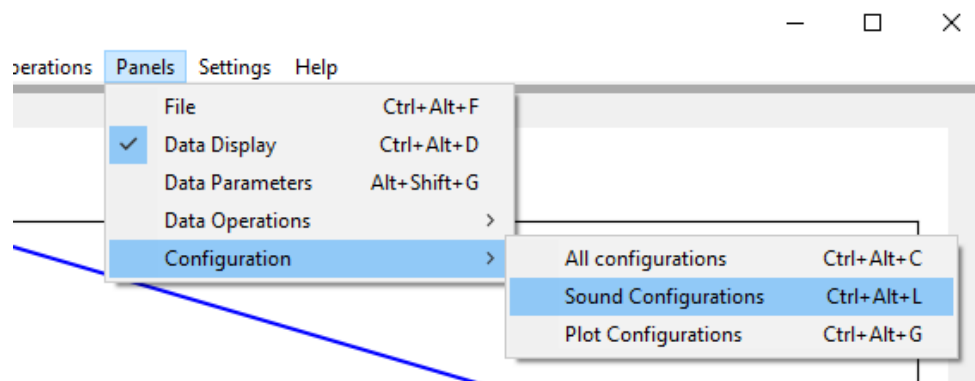 perations Panels Settings Help
File Ctrl+Alt+F
Data Display Ctrl+Alt+D
Data Parameters Alt+Shift+G
Data Operations
Configuration
All configurations Ctrl+Alt+C
Sound Configurations Ctrl+Alt+L
Plot Configurations Ctrl+Alt+G